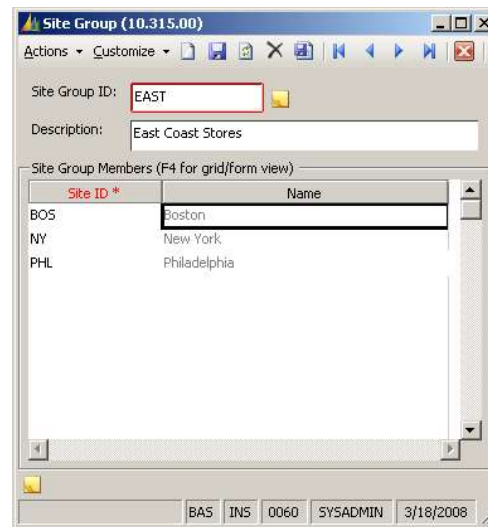 Site Group (10.315.00)
Actions Customize
Site Group ID: EAST
Description: East Coast Stores
Site Group Members (F4 for grid/form view)
Site ID * Name
BOS Boston
NY New York
PHL Philadelphia
BAS INS 0060 SYSADMIN 3/18/2008